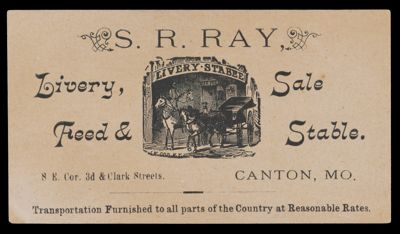 S. R. RAY,
LIVERY-STABLE
Livery, Sale
Feed & Stable.
S E. Cor. 3d & Clark Streets. CANTON, MO.
Transportation Furnished to all parts of the Country at Reasonable Rates.